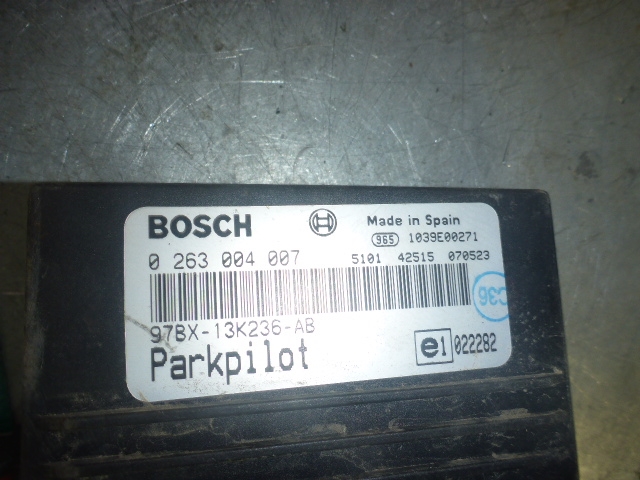 BOSCH
Made in Spain
965 1039E00271
0 263 004 007
5101 42515 070523
97BX-13K236-AB
Parkpilot
e1 022282
C36